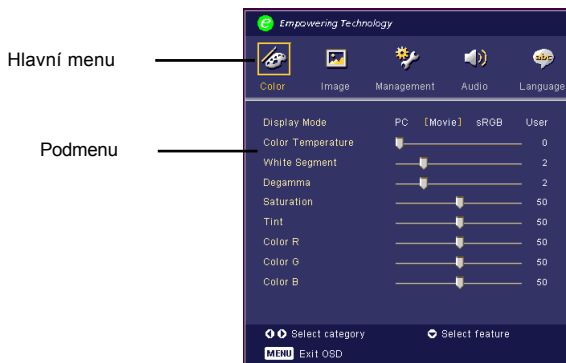 Empowering Technology
Hlavní menu
Color Image Management Audio Language
Display Mode PC [Movie] sRGB User
Podmenu
Color Temperature 0
White Segment 2
Degamma 2
Saturation 50
Tint 50
Color R 50
Color G 50
Color B 50
Select category Select feature
MENU Exit OSD